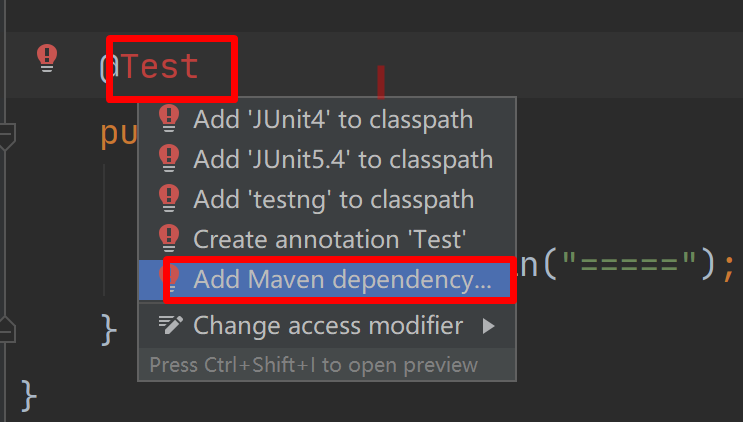 @Test
pu
Add 'JUnit4' to classpath
Add 'JUnit5.4' to classpath
Add 'testng' to classpath
Create annotation 'Test'
Add Maven dependency...
n("=====");
Change access modifier
}
Press Ctrl+Shift+I to open preview
}